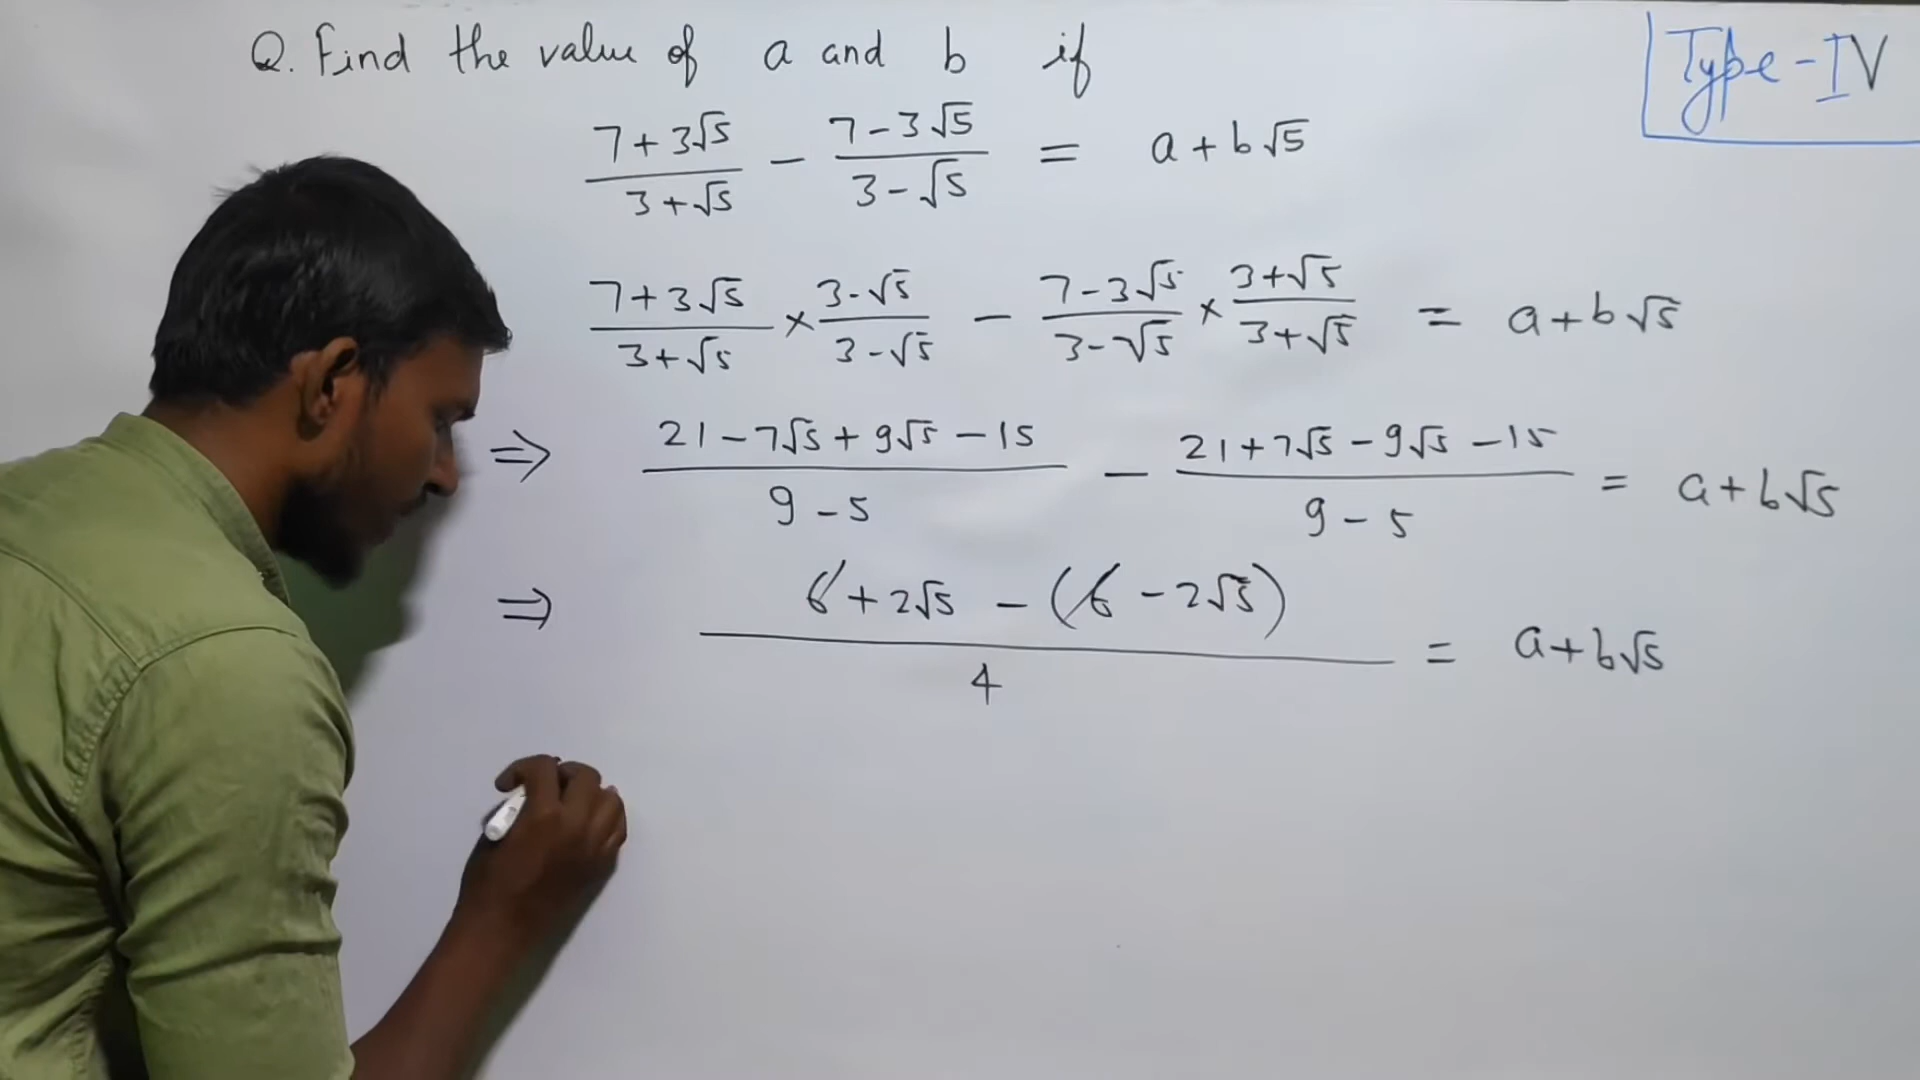 Q. Find the value of a and b if
Type-IV
(7+3√5)/(3+√5) - (7-3√5)/(3-√5) = a+b√5
(7+3√5)/(3+√5) × (3-√5)/(3-√5) - (7-3√5)/(3-√5) × (3+√5)/(3+√5) = a+b√5
⇒ (21-7√5+9√5-15)/(9-5) - (21+7√5-9√5-15)/(9-5) = a+b√5
⇒ (6+2√5-(6-2√5))/4 = a+b√5